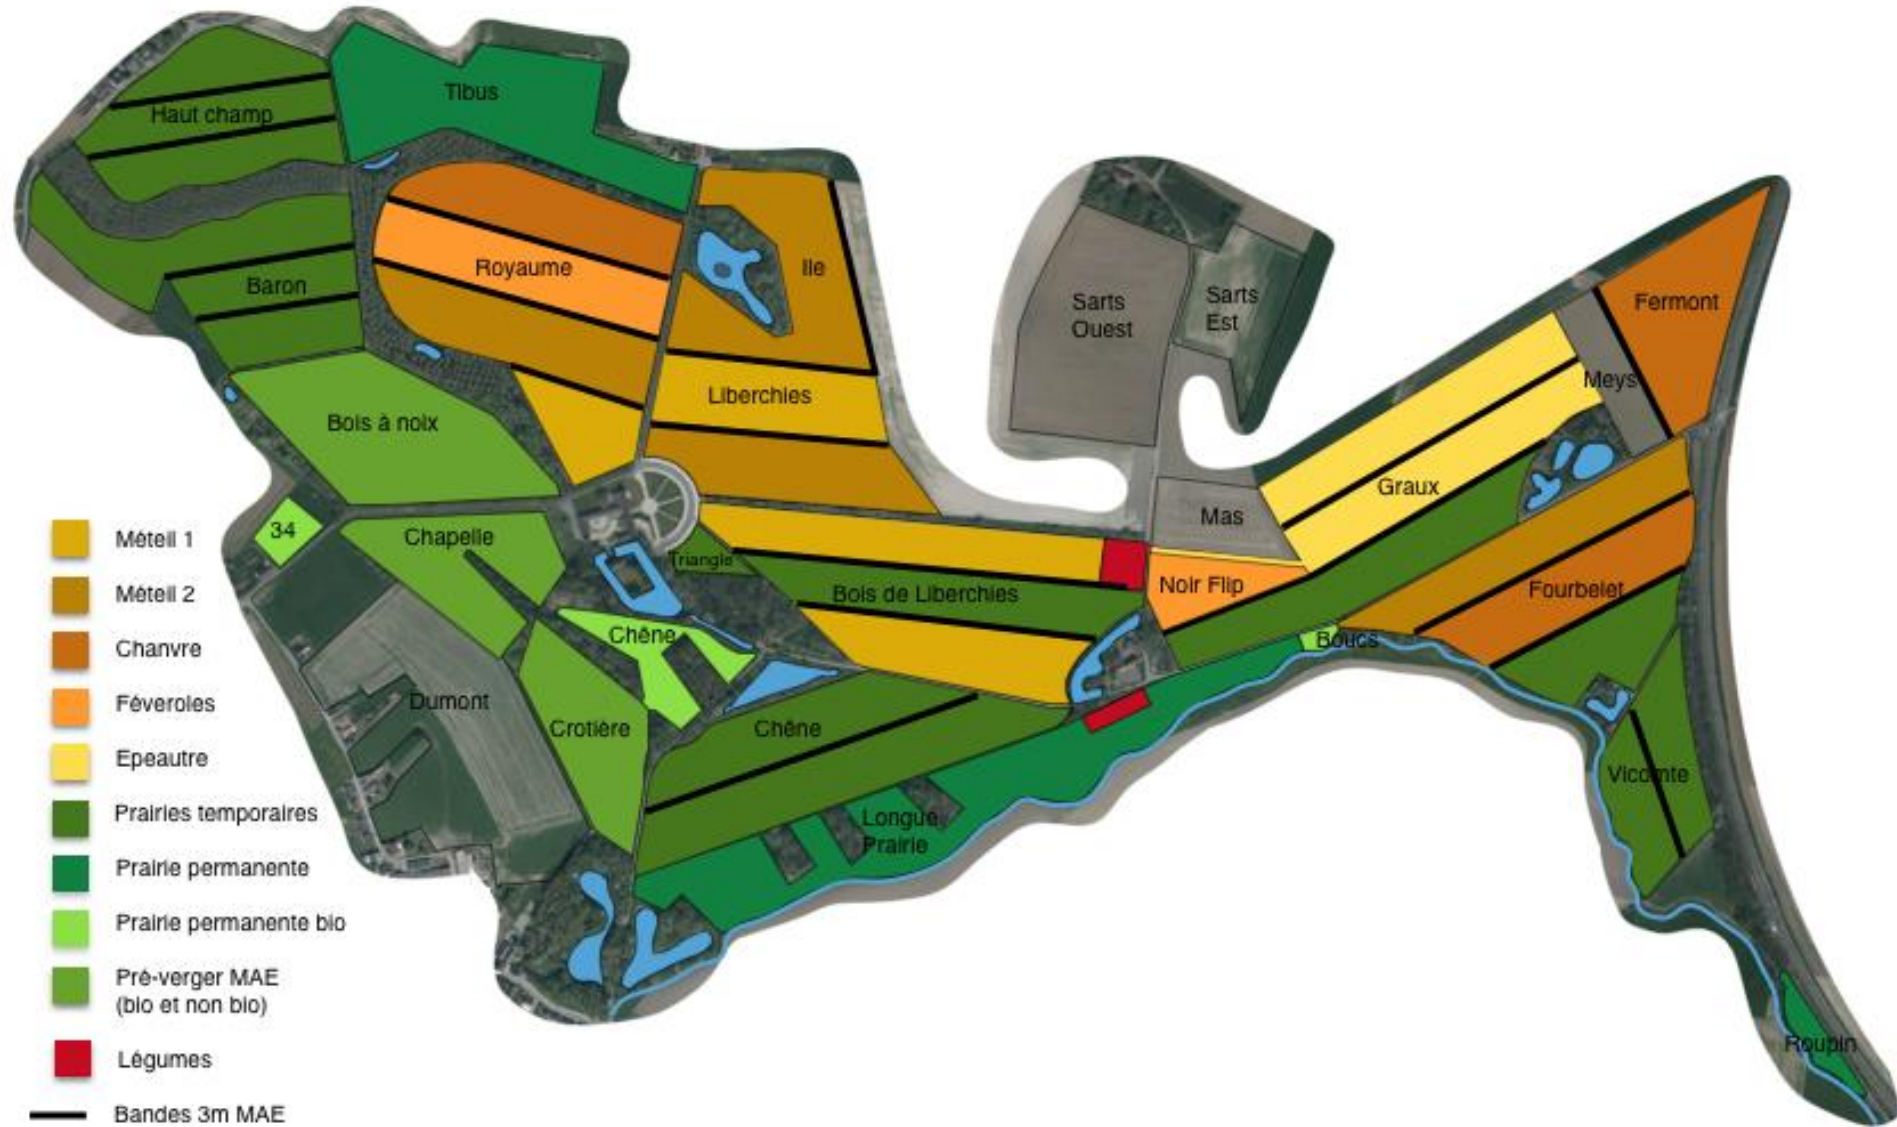 Tibus
Haut champ
Royaume
Ile
Baron
Sarts
Ouest
Sarts
Est
Fermont
Meys
Liberchies
Bois à noix
Graux
Mas
34
Chapelle
Triangle
Bois de Liberchies
Noir Flip
Fourbelet
Boucs
Chêne
Dumont
Crotière
Chêne
Vicomte
Longue
Prairie
Roupin
Méteil 1
Méteil 2
Chanvre
Féveroles
Epeautre
Prairies temporaires
Prairie permanente
Prairie permanente bio
Pré-verger MAE
(bio et non bio)
Légumes
Bandes 3m MAE